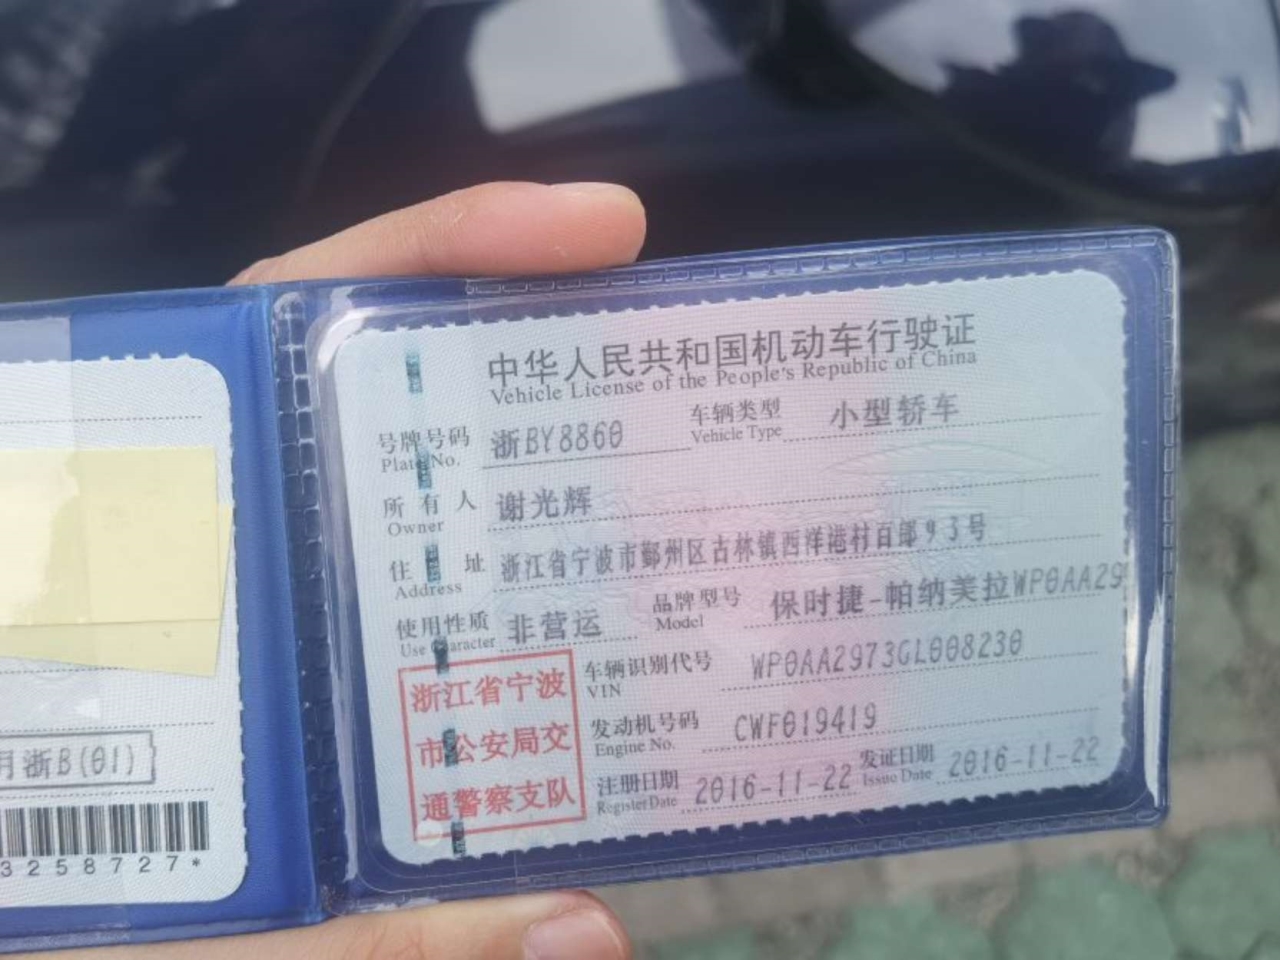 中华人民共和国机动车行驶证
Vehicle License of the People's Republic of China
号牌号码 浙BY8860 车辆类型 小型轿车
Plate No. Vehicle Type
所有人 谢光辉
Owner
住址 浙江省宁波市鄞州区古林镇西洋港村百郎93号
Address
使用性质 非营运 品牌型号 保时捷-帕纳美拉WP0AA29
Use Character Model
浙江省宁波
市公安局交
通警察支队
车辆识别代号 WP0AA2973GL008230
VIN
发动机号码 CWF019419
Engine No.
注册日期 2016-11-22 发证日期 2016-11-22
Register Date Issue Date
月浙B(01)
3258727*